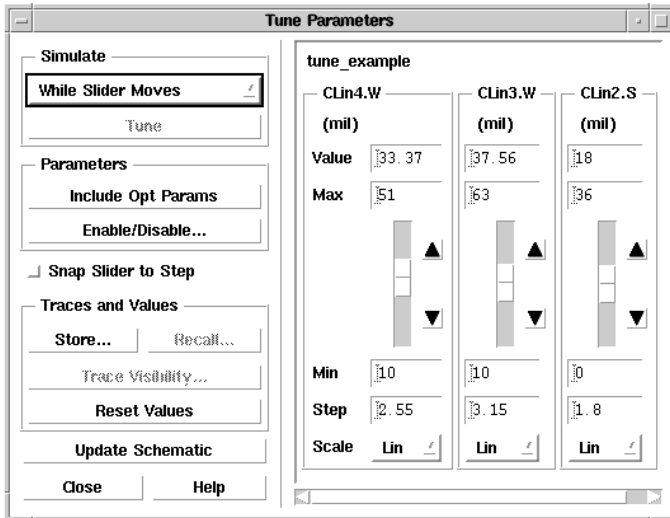 Tune Parameters
Simulate
While Slider Moves
Tune
Parameters
Include Opt Params
Enable/Disable...
Snap Slider to Step
Traces and Values
Store... Recall...
Trace Visibility...
Reset Values
Update Schematic
Close Help
tune_example
CLin4.W CLin3.W CLin2.S
(mil) (mil) (mil)
Value 33.37 37.56 18
Max 51 63 36
Min 10 10 0
Step 2.55 3.15 1.8
Scale Lin Lin Lin